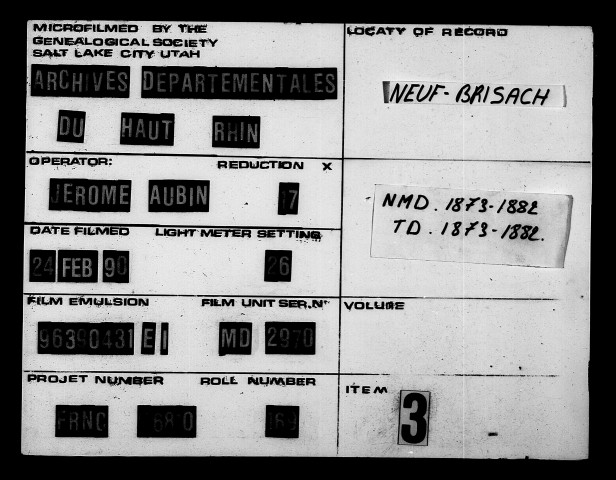 MICROFILMED BY THE
GENEALOGICAL SOCIETY
SALT LAKE CITY UTAH
ARCHIVES DEPARTEMENTALES
DU HAUT RHIN
OPERATOR: REDUCTION X
JEROME AUBIN 17
DATE FILMED LIGHT METER SETTING
24 FEB 90 26
FILM EMULSION FILM UNIT SER.N°
96390431 E I MD 2970
PROJET NUMBER ROLL NUMBER
FRNC
LOCATY OF RECORD
NEUF-BRISACH
NMD. 1873-1882
TD. 1873-1882.
VOLUME
ITEM 3